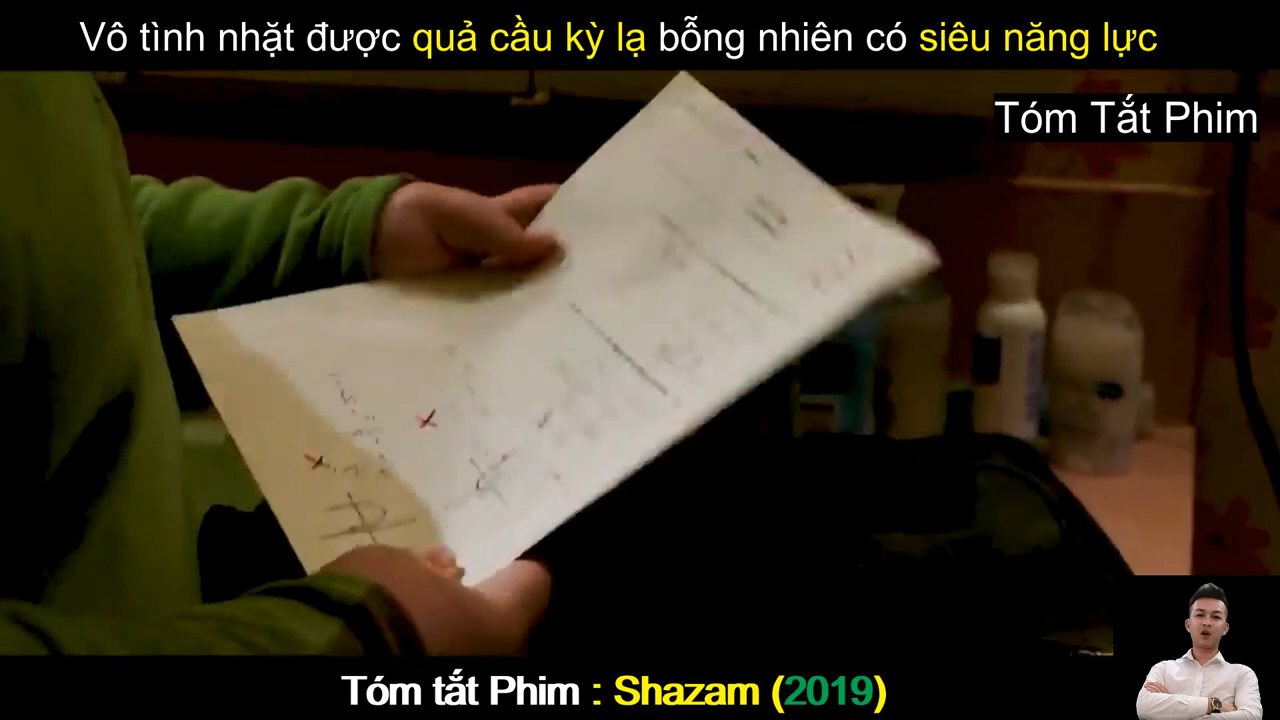 Vô tình nhặt được quả cầu kỳ lạ bỗng nhiên có siêu năng lực
Tóm Tắt Phim
Tóm tắt Phim : Shazam (2019)